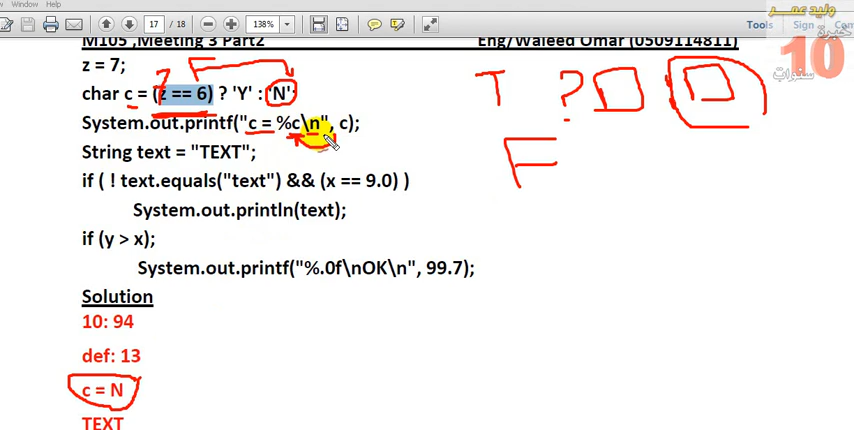 Window Help
17 / 18 138% Tools Sign Comment
وليد عمر
خبرة
10
سنوات
M105 ,Meeting 3 Part2 Eng/Waleed Omar (0509114811)
z = 7;
char c = (z == 6) ? 'Y' : 'N';
T ?
System.out.printf("c = %c\n", c);
F
String text = "TEXT";
if ( ! text.equals("text") && (x == 9.0) )
System.out.println(text);
if (y > x);
System.out.printf("%.0f\nOK\n", 99.7);
Solution
10: 94
def: 13
c = N
TEXT